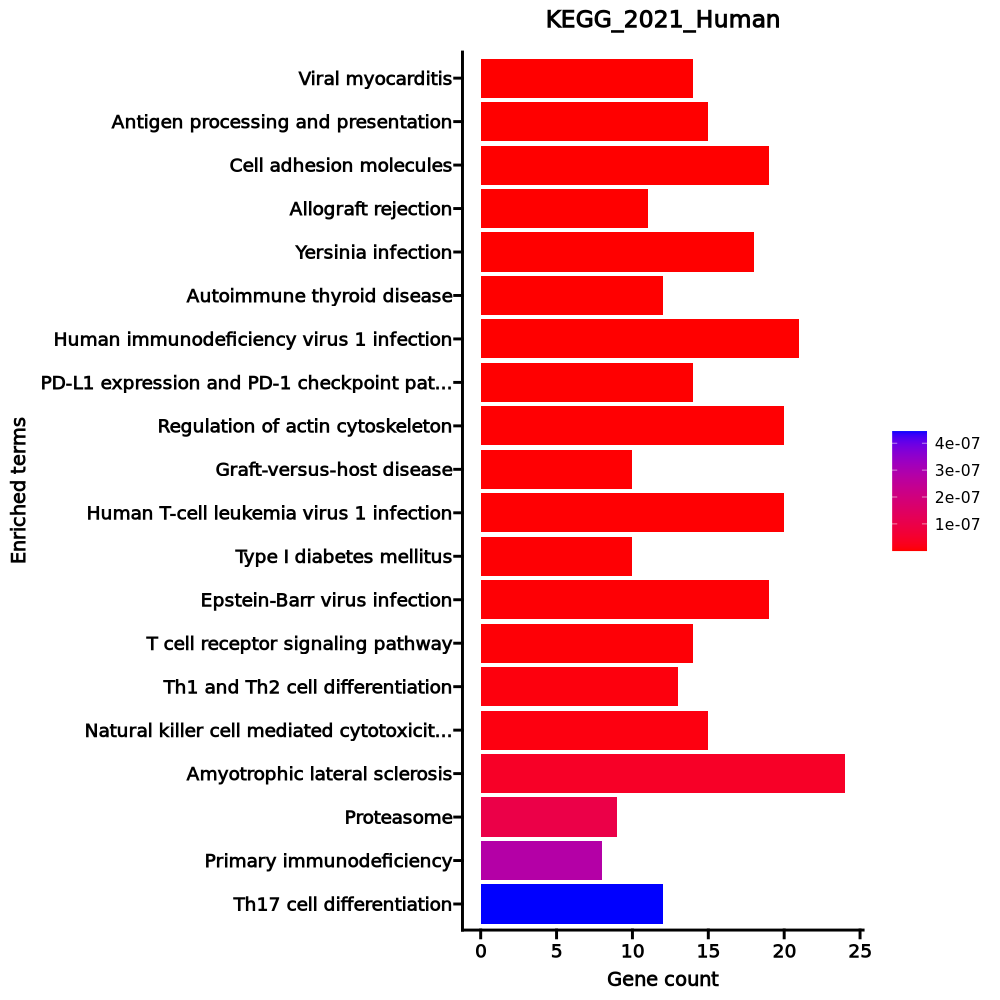 KEGG_2021_Human
Viral myocarditis
Antigen processing and presentation
Cell adhesion molecules
Allograft rejection
Yersinia infection
Autoimmune thyroid disease
Human immunodeficiency virus 1 infection
PD-L1 expression and PD-1 checkpoint pat...
Regulation of actin cytoskeleton
Graft-versus-host disease
Human T-cell leukemia virus 1 infection
Type I diabetes mellitus
Epstein-Barr virus infection
T cell receptor signaling pathway
Th1 and Th2 cell differentiation
Natural killer cell mediated cytotoxicit...
Amyotrophic lateral sclerosis
Proteasome
Primary immunodeficiency
Th17 cell differentiation
Enriched terms
0 5 10 15 20 25
Gene count
4e-07
3e-07
2e-07
1e-07